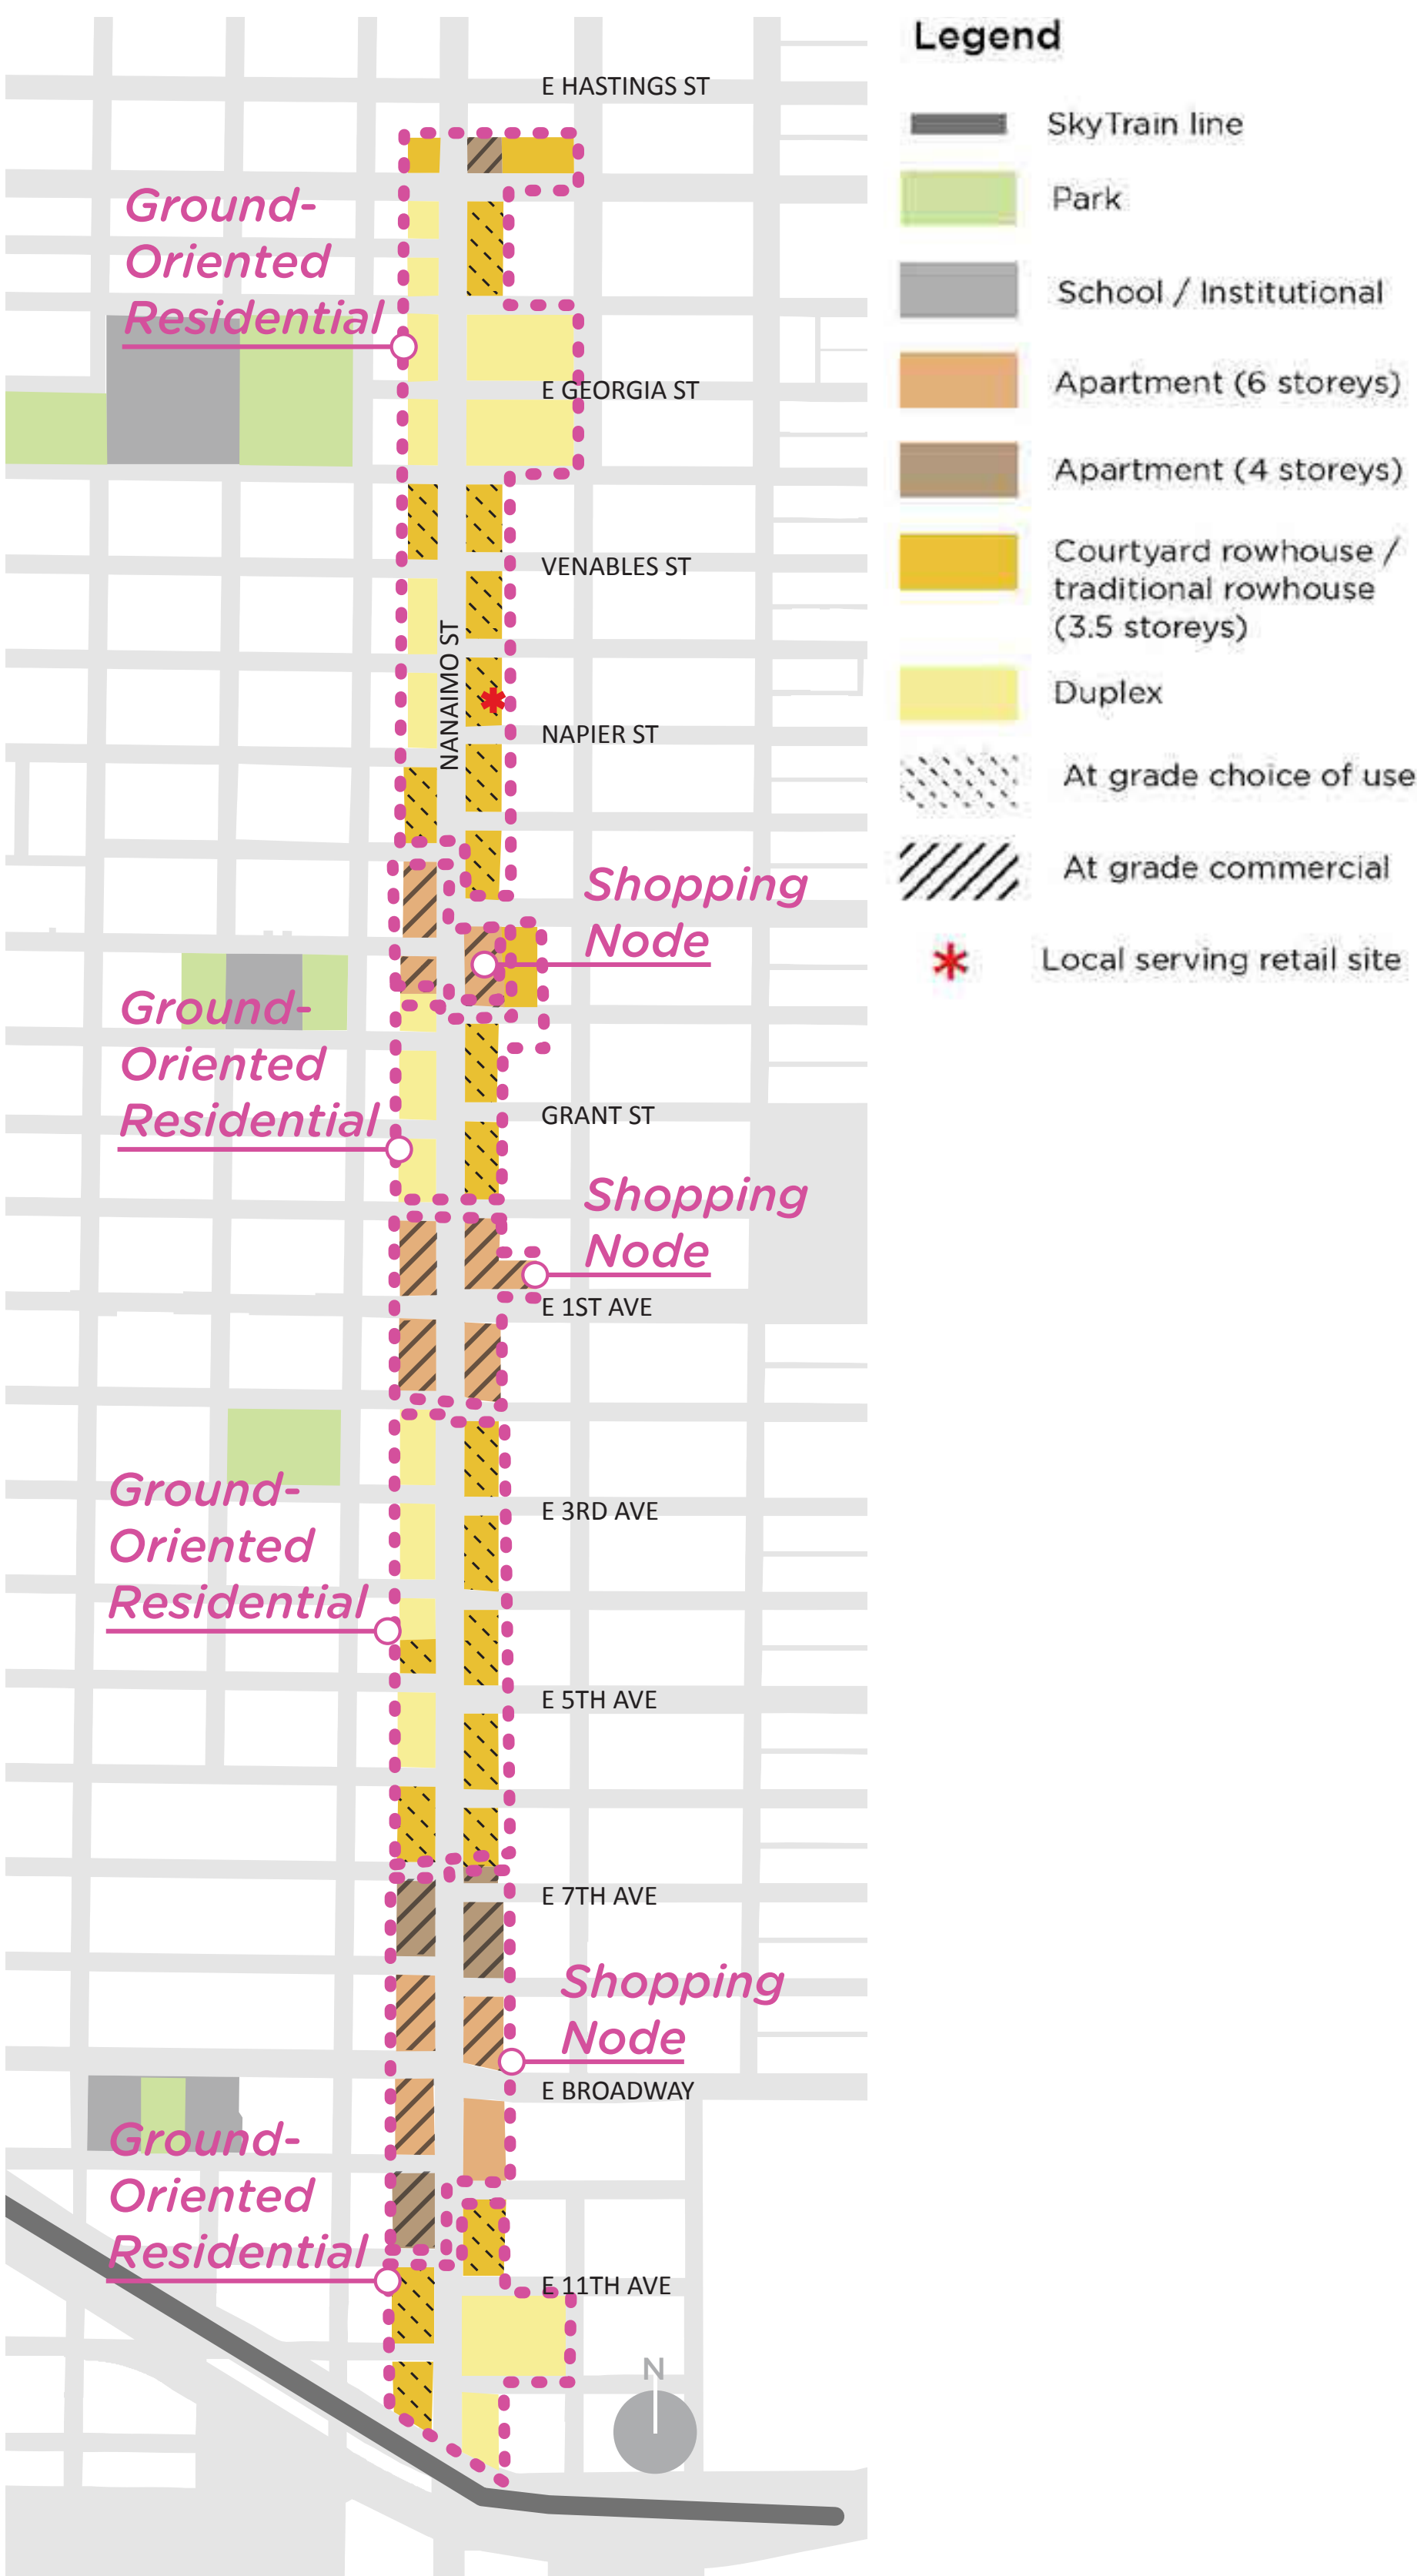 Legend
SkyTrain line
Park
School / Institutional
Apartment (6 storeys)
Apartment (4 storeys)
Courtyard rowhouse /
traditional rowhouse
(3.5 storeys)
Duplex
At grade choice of use
At grade commercial
Local serving retail site
E HASTINGS ST
Ground-
Oriented
Residential
E GEORGIA ST
VENABLES ST
NANAIMO ST
NAPIER ST
Shopping
Node
Ground-
Oriented
Residential
GRANT ST
Shopping
Node
E 1ST AVE
Ground-
Oriented
Residential
E 3RD AVE
E 5TH AVE
E 7TH AVE
Shopping
Node
E BROADWAY
Ground-
Oriented
Residential
E 11TH AVE
N